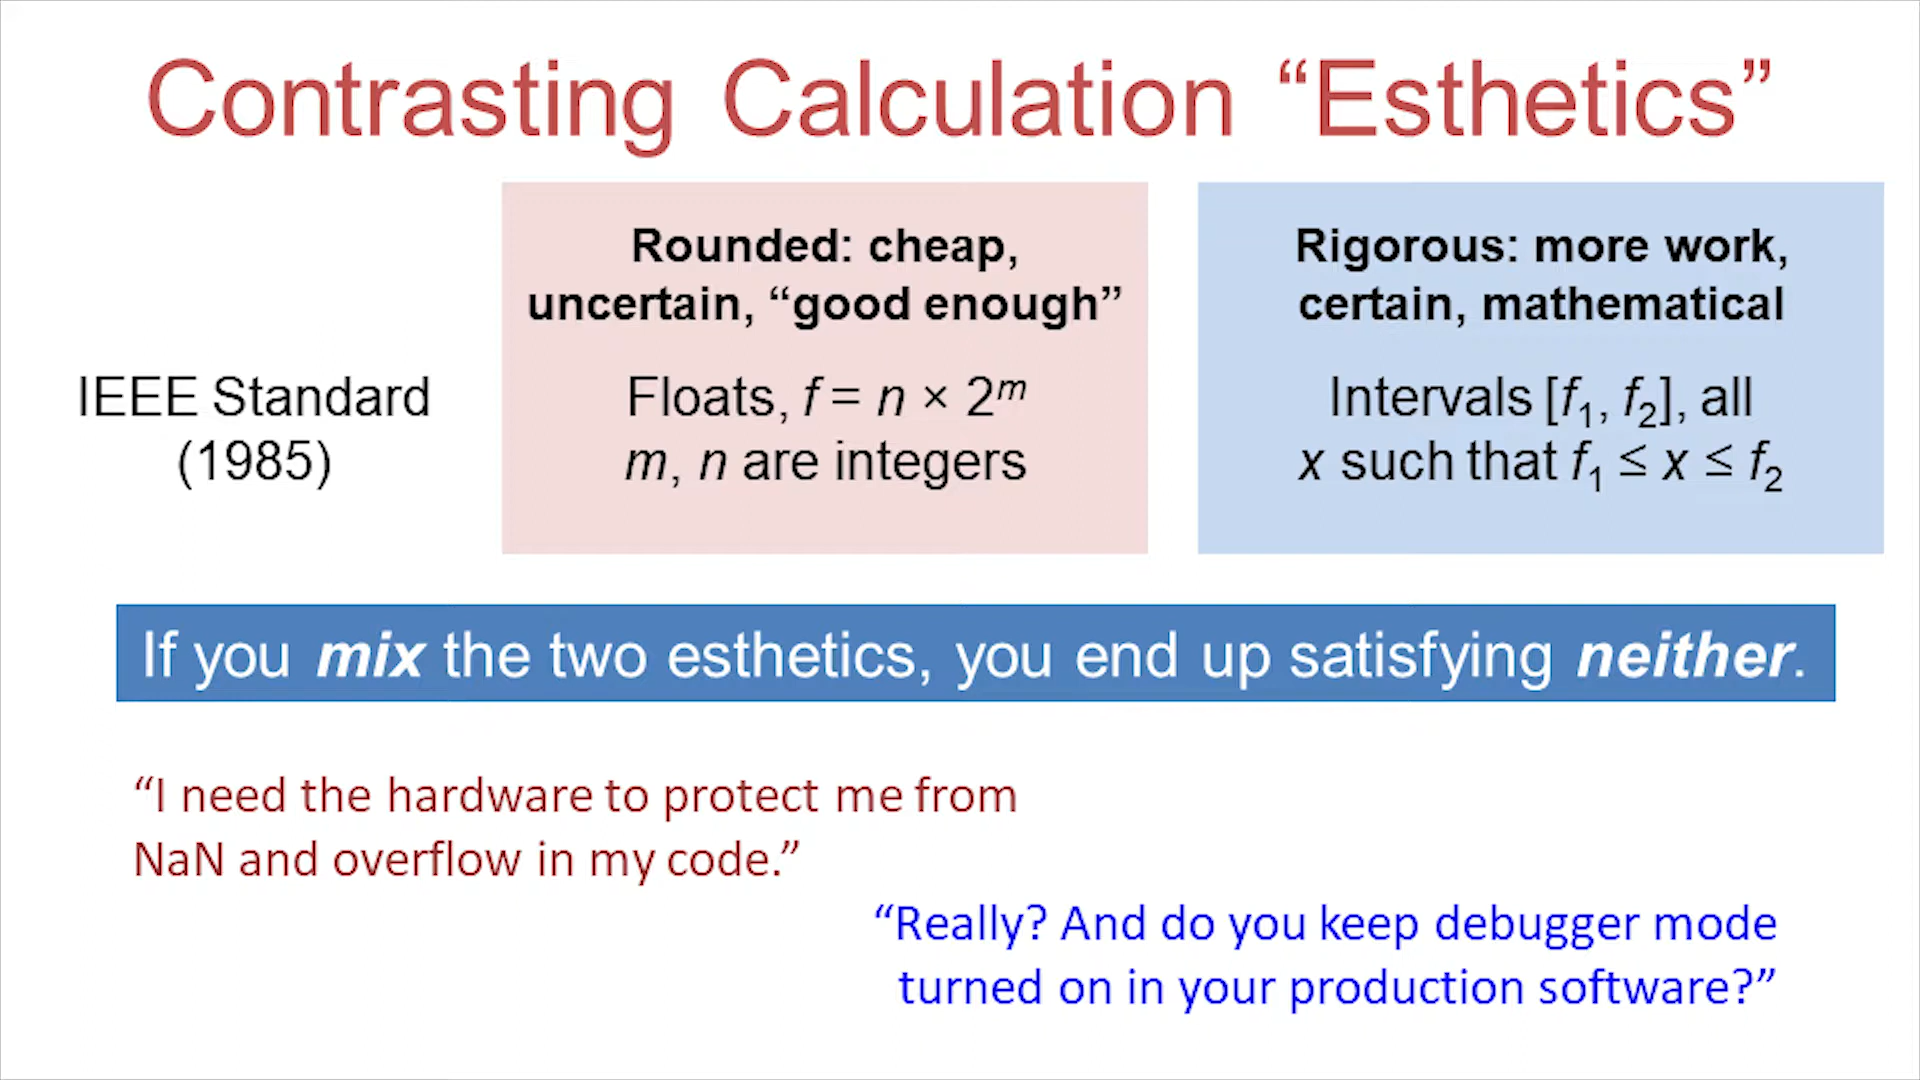 Contrasting Calculation “Esthetics”
Rounded: cheap,
uncertain, “good enough”
Rigorous: more work,
certain, mathematical
IEEE Standard
(1985)
Floats, f = n × 2ᵐ
m, n are integers
Intervals [f₁, f₂], all
x such that f₁ ≤ x ≤ f₂
If you mix the two esthetics, you end up satisfying neither.
“I need the hardware to protect me from
NaN and overflow in my code.”
“Really? And do you keep debugger mode
turned on in your production software?”